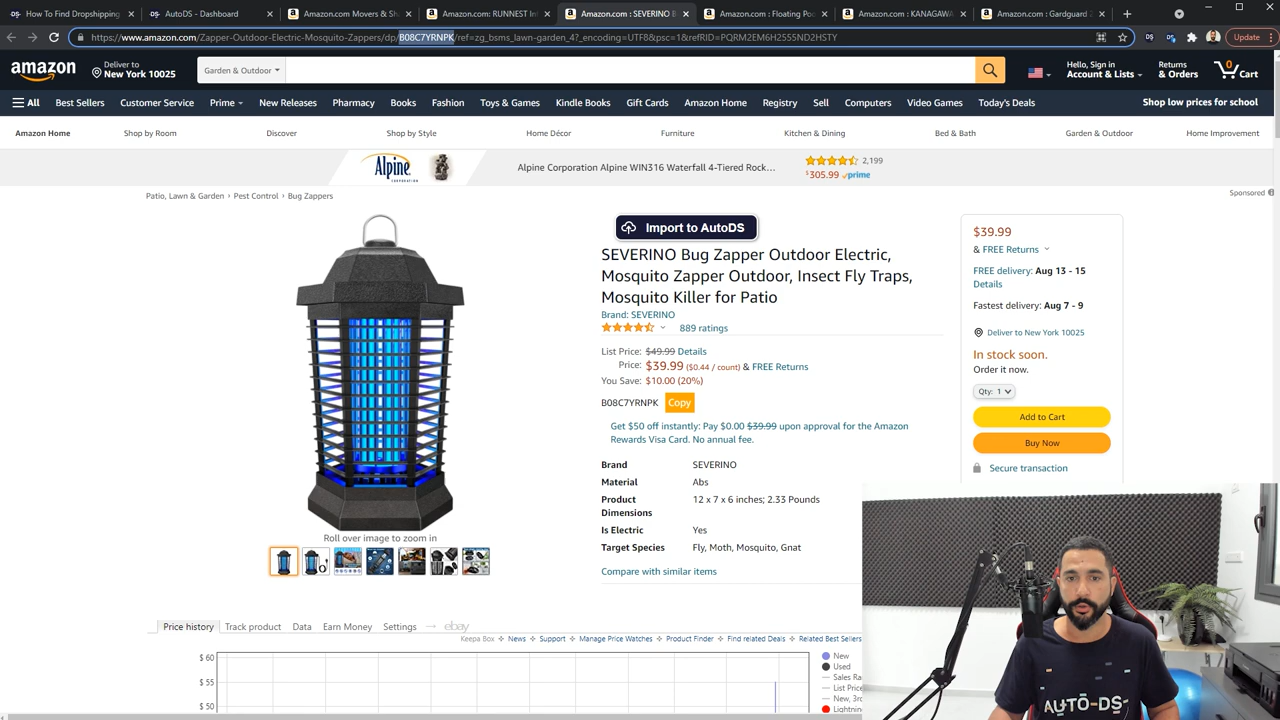 How To Find Dropshipping
AutoDS - Dashboard
Amazon.com Movers & Sh
Amazon.com : RUNNEST In
Amazon.com : SEVERINO B
Amazon.com: Floating Po
Amazon.com : KANAGAWA
Amazon.com : Gardguard 2
https://www.amazon.com/Zapper-Outdoor-Electric-Mosquito-Zappers/dp/B08C7YRNPK/ref=zg_bsms_lawn-garden_4?_encoding=UTF8&psc=1&refRID=PQRM2EM6H2555ND2HSTY
Update
amazon
Deliver to
New York 10025
Garden & Outdoor
Hello, Sign in
Account & Lists
Returns
& Orders
0
Cart
All
Best Sellers
Customer Service
Prime
New Releases
Pharmacy
Books
Fashion
Toys & Games
Kindle Books
Gift Cards
Amazon Home
Registry
Sell
Computers
Video Games
Today's Deals
Shop low prices for school
Amazon Home
Shop by Room
Discover
Shop by Style
Home Décor
Furniture
Kitchen & Dining
Bed & Bath
Garden & Outdoor
Home Improvement
Alpine
CORPORATION
Alpine Corporation Alpine WIN316 Waterfall 4-Tiered Rock…
2,199
$305.99 prime
Patio, Lawn & Garden › Pest Control › Bug Zappers
Sponsored
Import to AutoDS
SEVERINO Bug Zapper Outdoor Electric,
Mosquito Zapper Outdoor, Insect Fly Traps,
Mosquito Killer for Patio
Brand: SEVERINO
889 ratings
List Price: $49.99 Details
Price: $39.99 ($0.44 / count) & FREE Returns
You Save: $10.00 (20%)
B08C7YRNPK Copy
Get $50 off instantly: Pay $0.00 $39.99 upon approval for the Amazon
Rewards Visa Card. No annual fee.
Brand SEVERINO
Material Abs
Product 12 x 7 x 6 inches; 2.33 Pounds
Dimensions
Is Electric Yes
Target Species Fly, Moth, Mosquito, Gnat
Compare with similar items
$39.99
& FREE Returns
FREE delivery: Aug 13 - 15
Details
Fastest delivery: Aug 7 - 9
Deliver to New York 10025
In stock soon.
Order it now.
Qty: 1
Add to Cart
Buy Now
Secure transaction
Roll over image to zoom in
Price history
Track product
Data
Earn Money
Settings
ebay
Keepa Box
News
Support
Manage Price Watches
Product Finder
Find related Deals
Related Best Sellers
$ 60
$ 55
$ 50
New
Used
Sales Ra
List Price
New, 3rd
Lightning
AUTO-DS